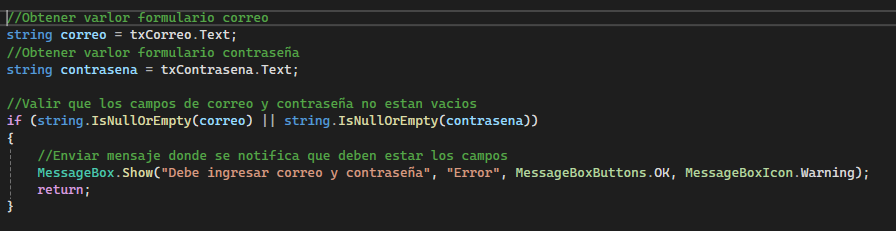 //Obtener varlor formulario correo
string correo = txCorreo.Text;
//Obtener varlor formulario contraseña
string contrasena = txContrasena.Text;

//Valir que los campos de correo y contraseña no estan vacios
if (string.IsNullOrEmpty(correo) || string.IsNullOrEmpty(contrasena))
{
    //Enviar mensaje donde se notifica que deben estar los campos
    MessageBox.Show("Debe ingresar correo y contraseña", "Error", MessageBoxButtons.OK, MessageBoxIcon.Warning);
    return;
}